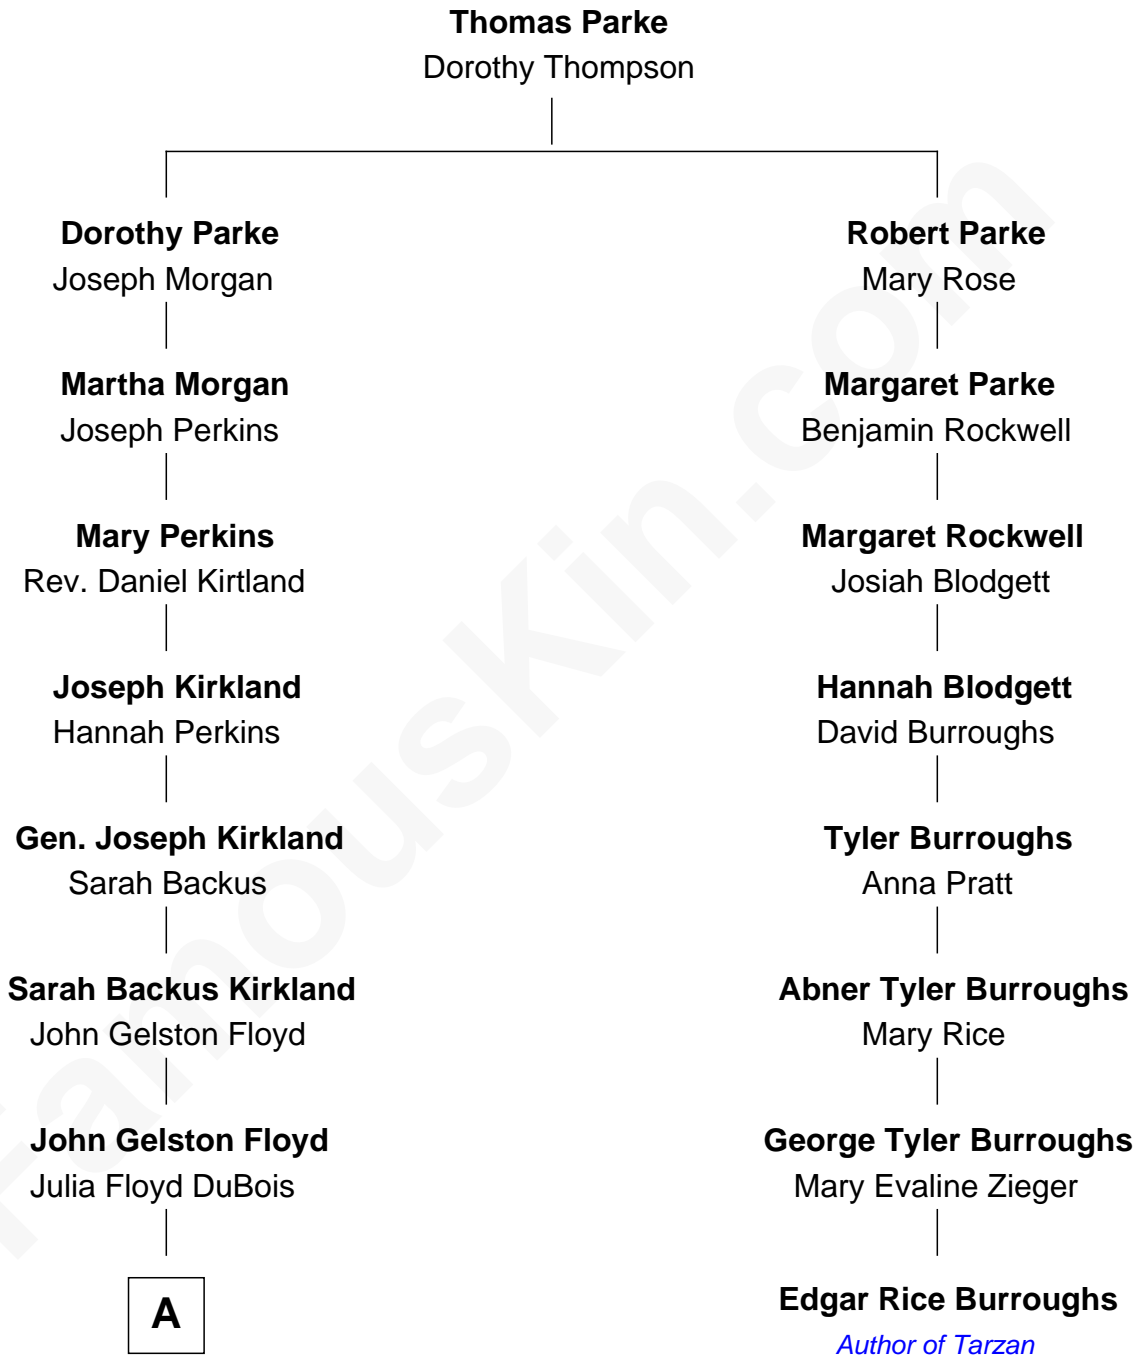 Thomas Parke
Dorothy Thompson
Dorothy Parke
Joseph Morgan
Robert Parke
Mary Rose
Martha Morgan
Joseph Perkins
Margaret Parke
Benjamin Rockwell
Mary Perkins
Rev. Daniel Kirtland
Margaret Rockwell
Josiah Blodgett
Joseph Kirkland
Hannah Perkins
Hannah Blodgett
David Burroughs
Gen. Joseph Kirkland
Sarah Backus
Tyler Burroughs
Anna Pratt
Sarah Backus Kirkland
John Gelston Floyd
Abner Tyler Burroughs
Mary Rice
John Gelston Floyd
Julia Floyd DuBois
George Tyler Burroughs
Mary Evaline Zieger
A
Edgar Rice Burroughs
Author of Tarzan
FamousKin.com